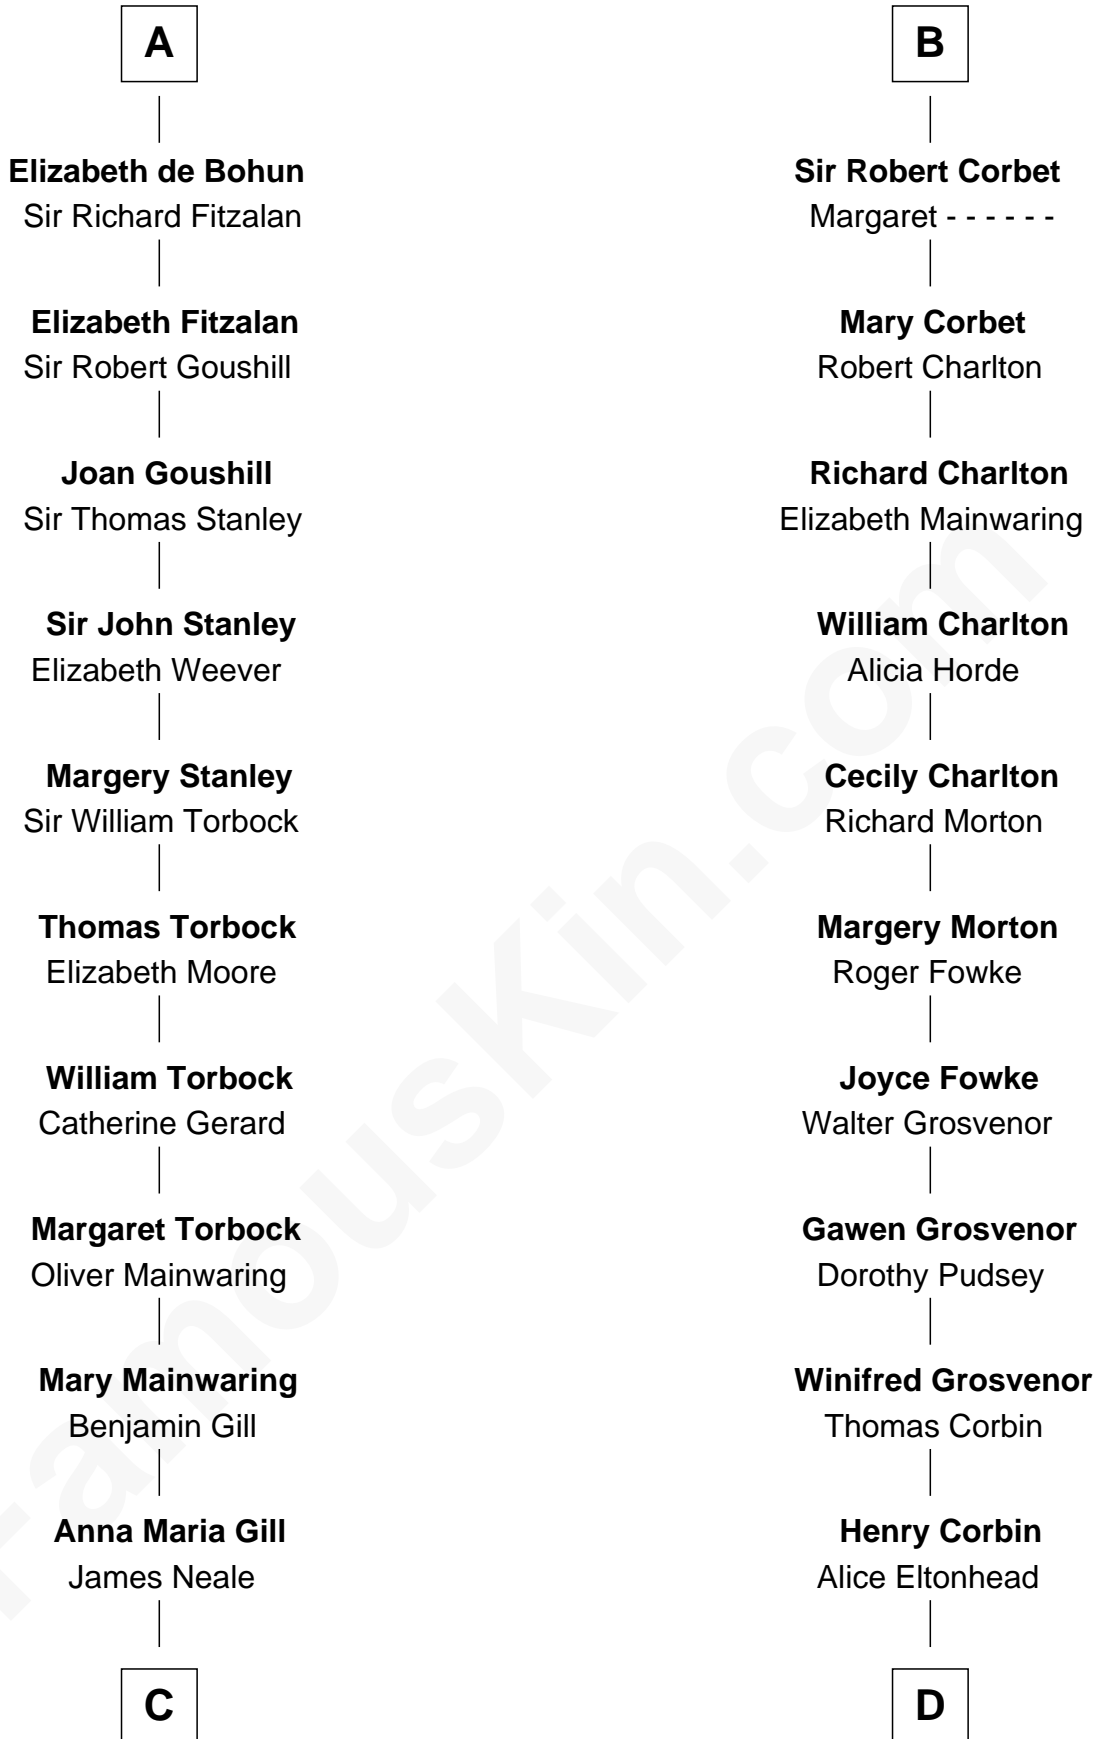 A
Elizabeth de Bohun
Sir Richard Fitzalan
Elizabeth Fitzalan
Sir Robert Goushill
Joan Goushill
Sir Thomas Stanley
Sir John Stanley
Elizabeth Weever
Margery Stanley
Sir William Torbock
Thomas Torbock
Elizabeth Moore
William Torbock
Catherine Gerard
Margaret Torbock
Oliver Mainwaring
Mary Mainwaring
Benjamin Gill
Anna Maria Gill
James Neale
C
B
Sir Robert Corbet
Margaret - - - - - -
Mary Corbet
Robert Charlton
Richard Charlton
Elizabeth Mainwaring
William Charlton
Alicia Horde
Cecily Charlton
Richard Morton
Margery Morton
Roger Fowke
Joyce Fowke
Walter Grosvenor
Gawen Grosvenor
Dorothy Pudsey
Winifred Grosvenor
Thomas Corbin
Henry Corbin
Alice Eltonhead
D
FamousKin.com